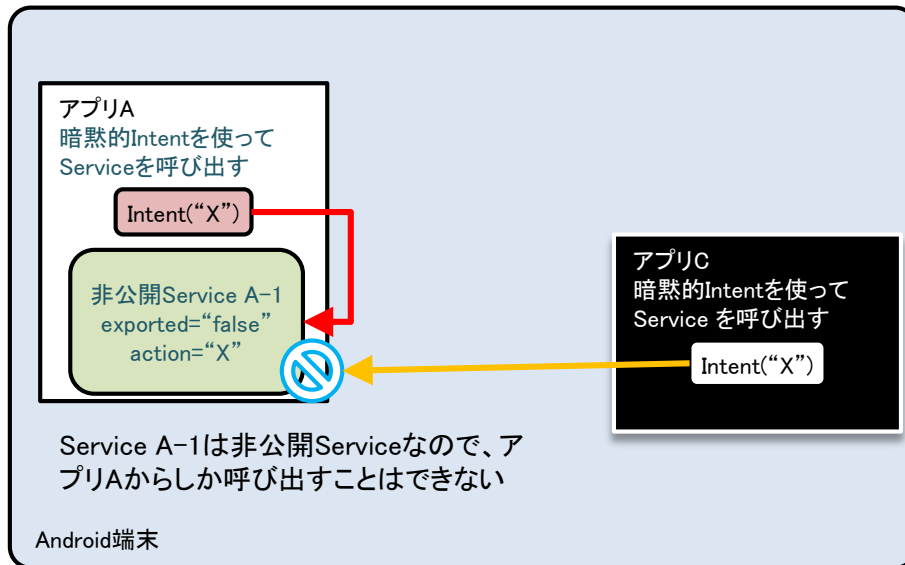 アプリA
暗黙的Intentを使って
Serviceを呼び出す
Intent(“X”)
非公開Service A-1
exported=“false”
action=“X”
アプリC
暗黙的Intentを使って
Service を呼び出す
Intent(“X”)
Service A-1は非公開Serviceなので、ア
プリAからしか呼び出すことはできない
Android端末